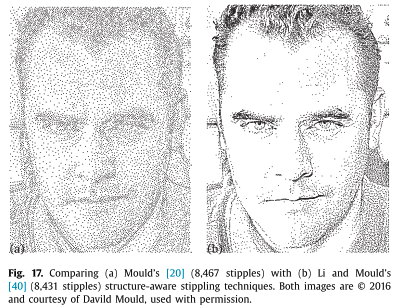 (a)
(b)
Fig. 17. Comparing (a) Mould's [20] (8,467 stipples) with (b) Li and Mould's
[40] (8,431 stipples) structure-aware stippling techniques. Both images are © 2016
and courtesy of Davild Mould, used with permission.